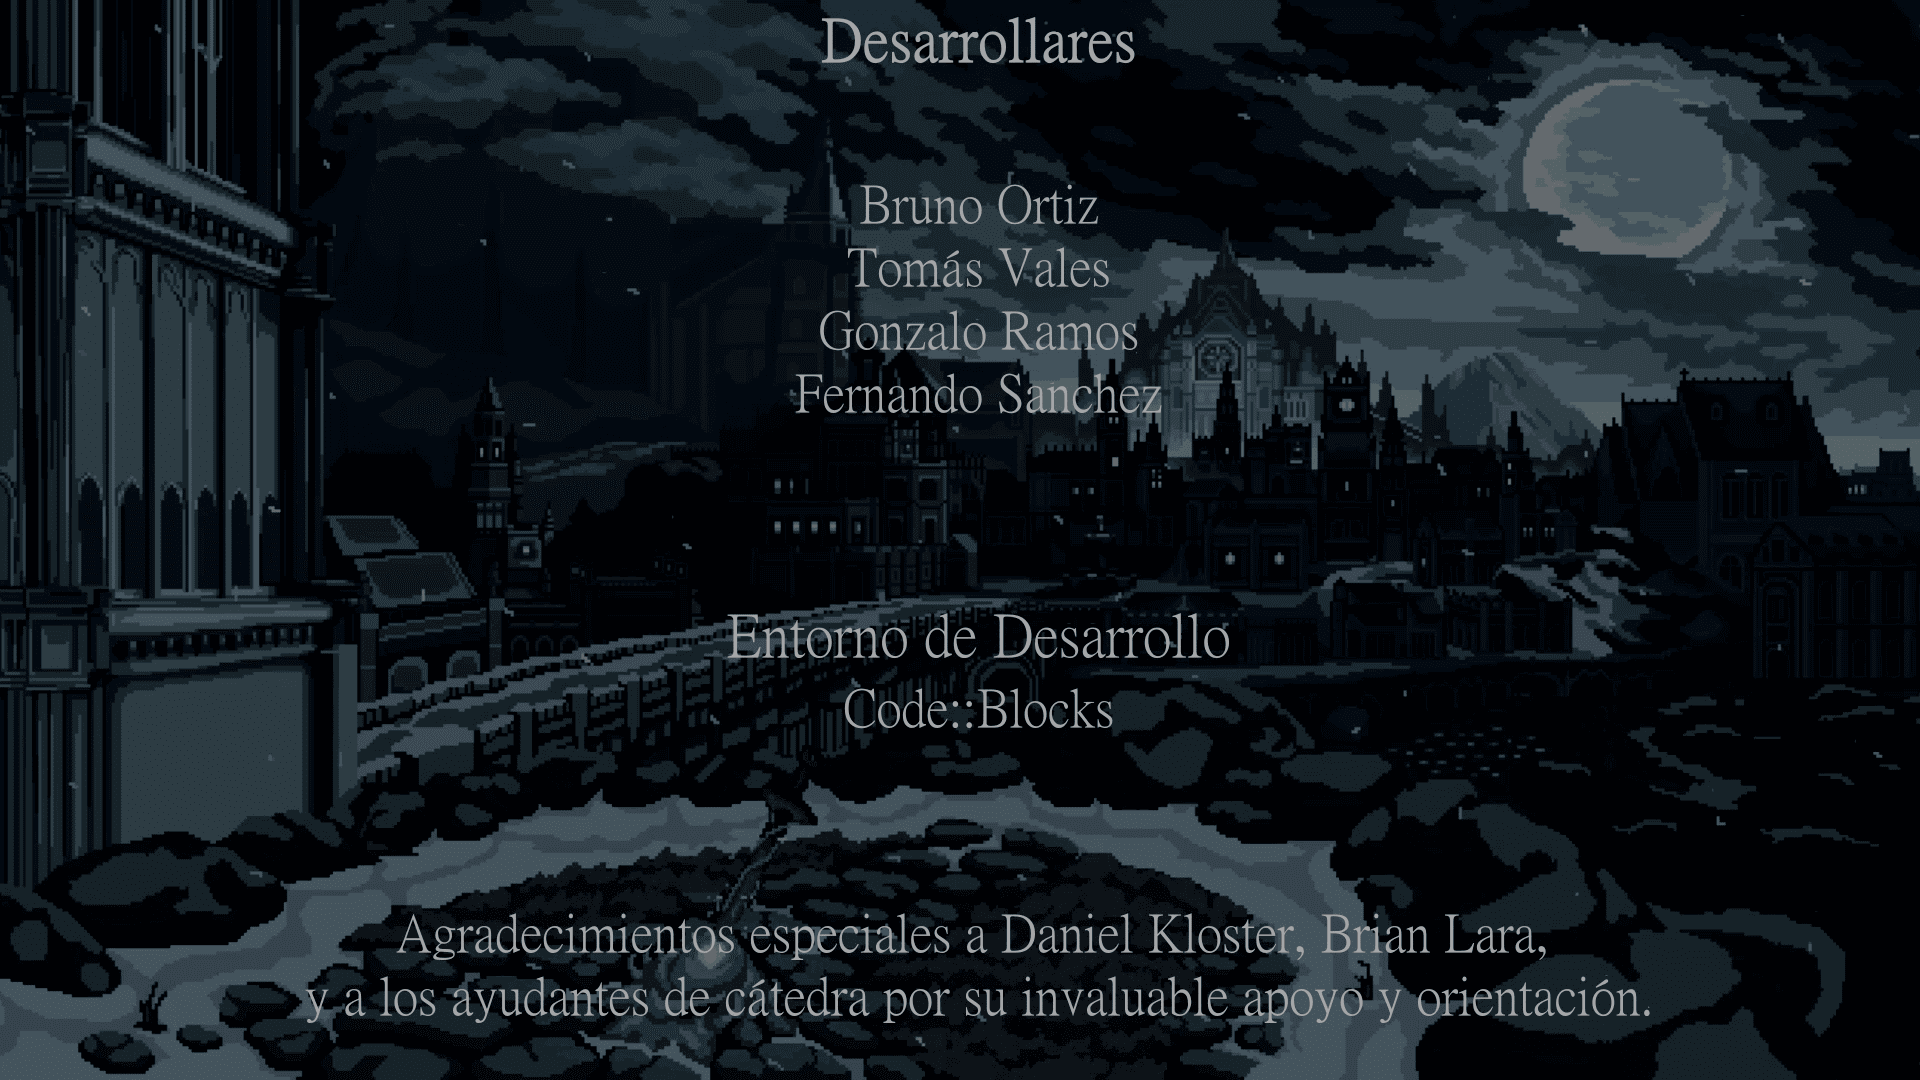 Desarrollares
Bruno Ortiz
Tomás Vales
Gonzalo Ramos
Fernando Sanchez
Entorno de Desarrollo
Code::Blocks
Agradecimientos especiales a Daniel Kloster, Brian Lara,
y a los ayudantes de cátedra por su invaluable apoyo y orientación.